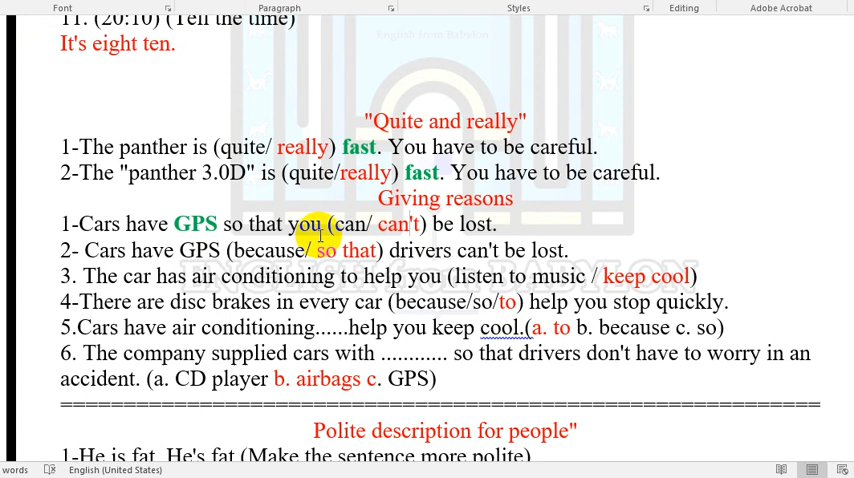 Font Paragraph Styles Editing Adobe Acrobat
11. (20:10) (Tell the time)
It's eight ten.
English from Babylon
"Quite and really"
1-The panther is (quite/ really) fast. You have to be careful.
2-The "panther 3.0D" is (quite/really) fast. You have to be careful.
Giving reasons
1-Cars have GPS so that you (can/ can't) be lost.
2- Cars have GPS (because/ so that) drivers can't be lost.
3. The car has air conditioning to help you (listen to music / keep cool)
ENGLISH FROM BABYLON
4-There are disc brakes in every car (because/so/to) help you stop quickly.
5.Cars have air conditioning......help you keep cool.(a. to b. because c. so)
6. The company supplied cars with ............ so that drivers don't have to worry in an
accident. (a. CD player b. airbags c. GPS)
============================================================
Polite description for people"
1-He is fat. He's fat (Make the sentence more polite)
words English (United States)